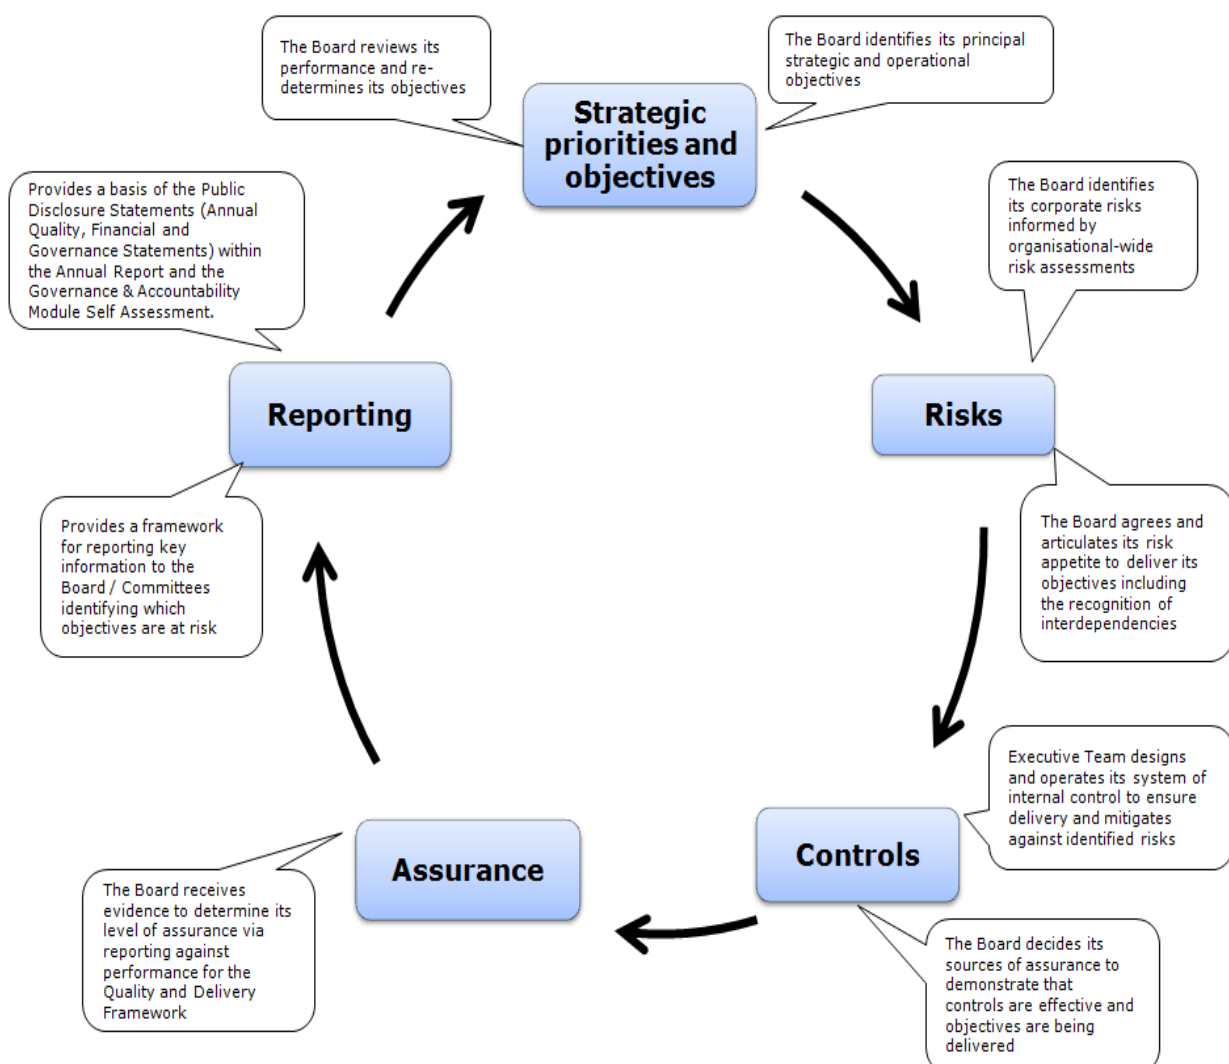 The Board reviews its
performance and re-
determines its objectives
The Board identifies its principal
strategic and operational
objectives
Strategic
priorities and
objectives
Provides a basis of the Public
Disclosure Statements (Annual
Quality, Financial and
Governance Statements) within
the Annual Report and the
Governance & Accountability
Module Self Assessment.
The Board identifies
its corporate risks
informed by
organisational-wide
risk assessments
Reporting
Risks
Provides a framework
for reporting key
information to the
Board / Committees
identifying which
objectives are at risk
The Board agrees and
articulates its risk
appetite to deliver its
objectives including
the recognition of
interdependencies
Executive Team designs
and operates its system of
internal control to ensure
delivery and mitigates
against identified risks
Assurance
Controls
The Board receives
evidence to determine its
level of assurance via
reporting against
performance for the
Quality and Delivery
Framework
The Board decides its
sources of assurance to
demonstrate that
controls are effective and
objectives are being
delivered